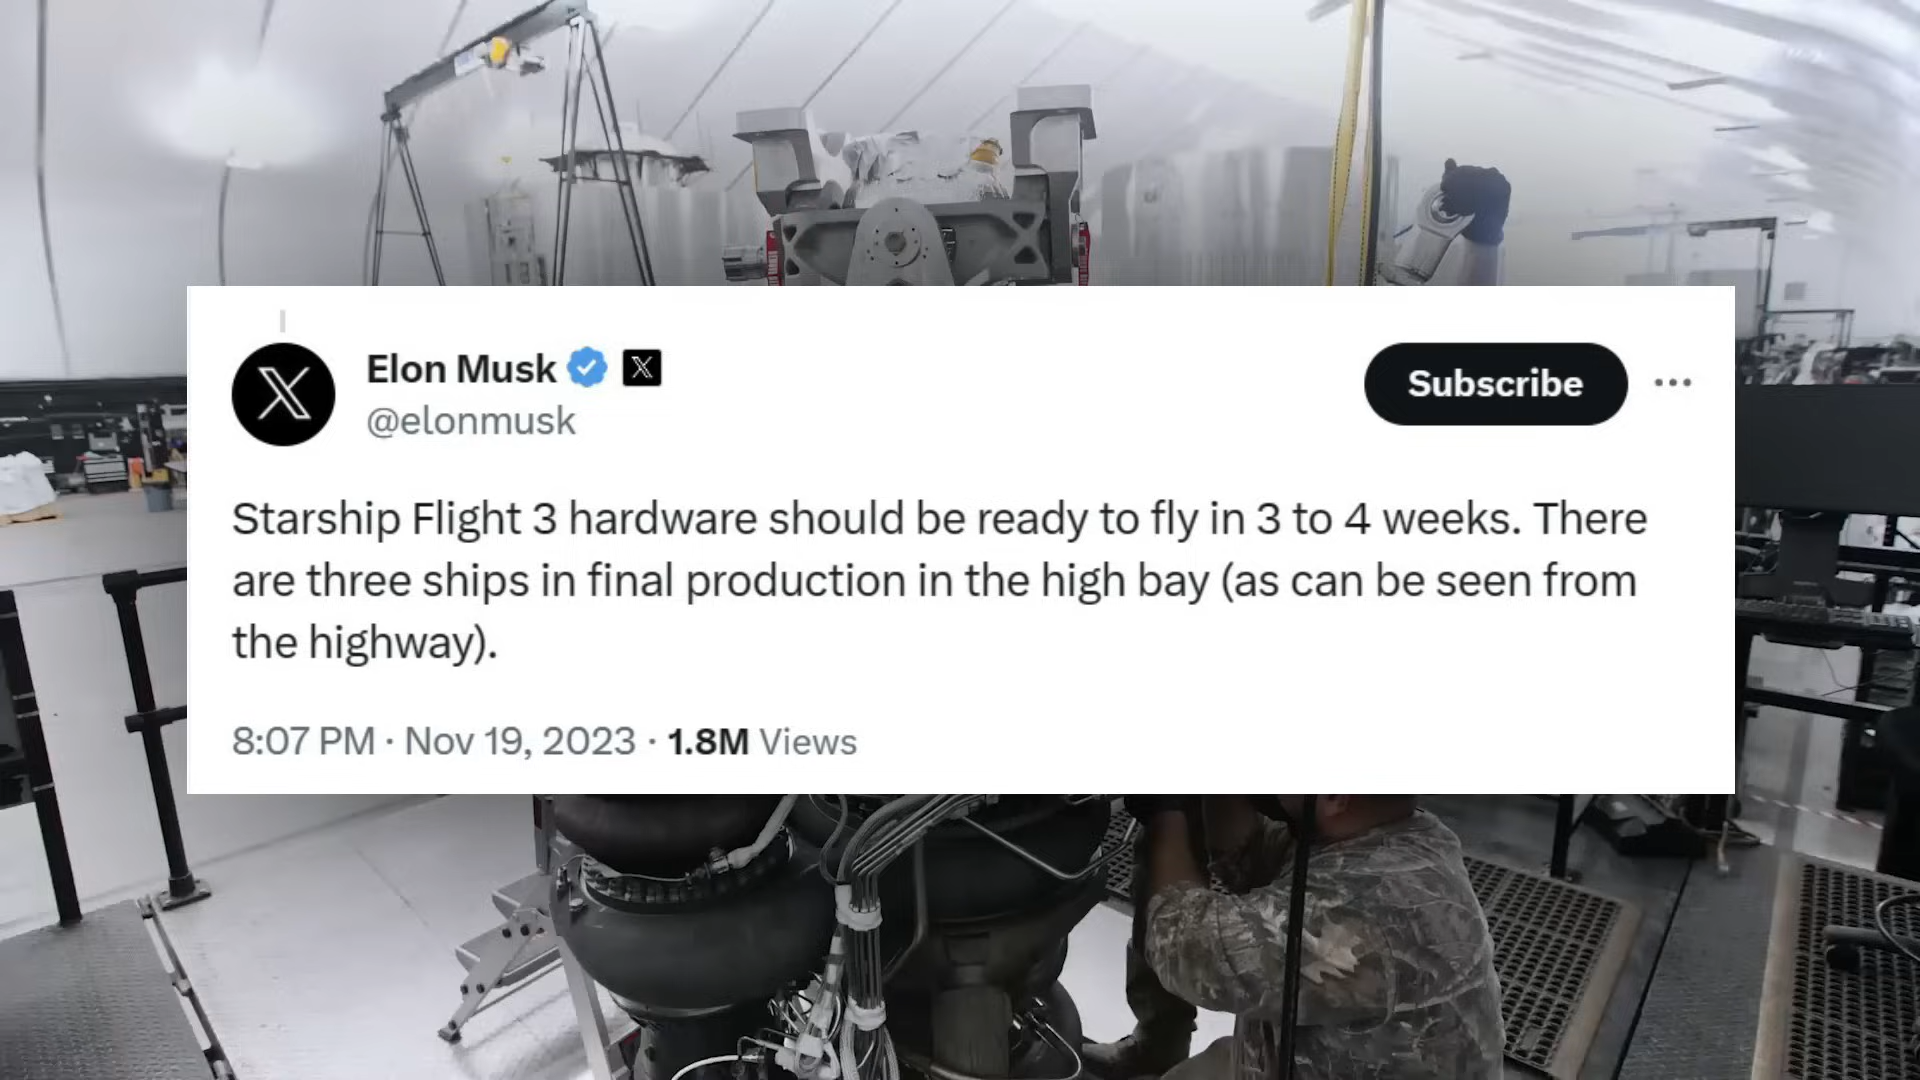 Elon Musk
@elonmusk
Subscribe
Starship Flight 3 hardware should be ready to fly in 3 to 4 weeks. There
are three ships in final production in the high bay (as can be seen from
the highway).
8:07 PM · Nov 19, 2023 · 1.8M Views